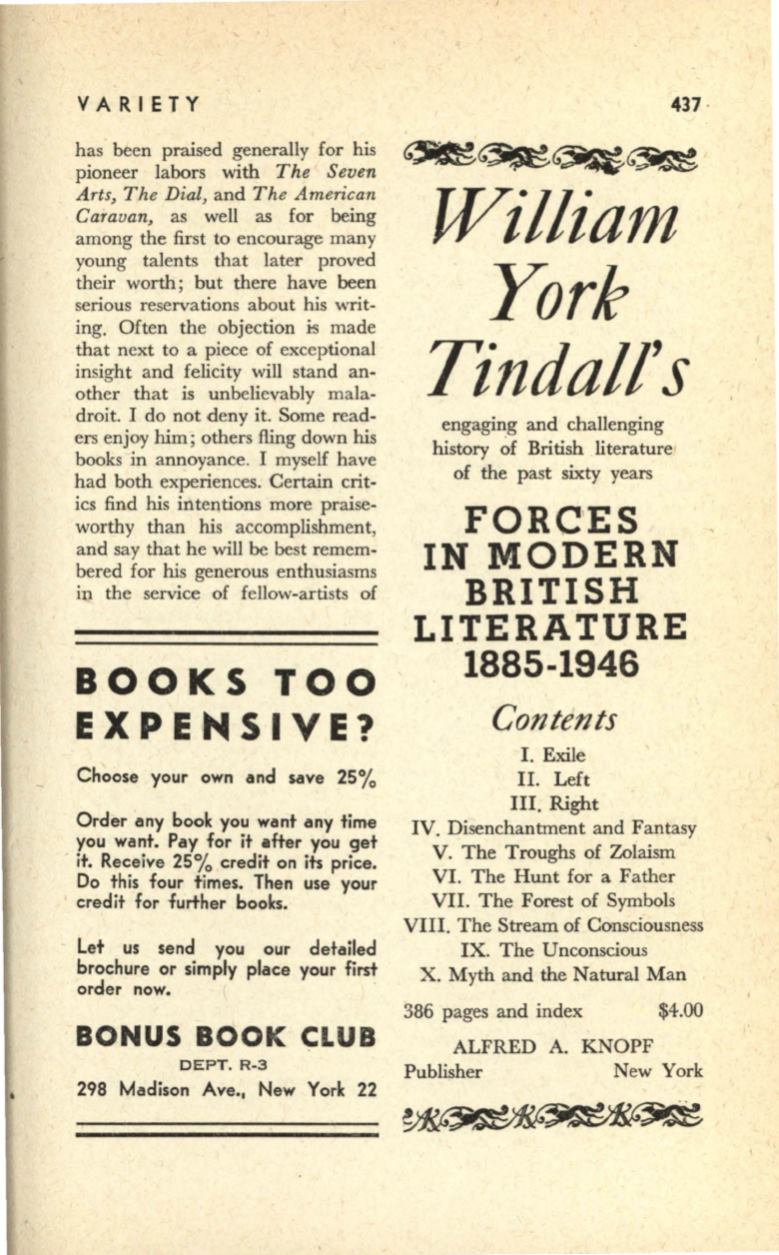 VARIETY
437
has been praised generally for his
pioneer labors with The Seven
Arts, The Dial, and The American
Caravan, as well as for being
among the first to encourage many
young talents that later proved
their worth; but there have been
serious reservations about his writ-
ing. Often the objection is made
that next to a piece of exceptional
insight and felicity will stand an-
other that is unbelievably mala-
droit. I do not deny it. Some read-
ers enjoy him; others fling down his
books in annoyance. I myself have
had both experiences. Certain crit-
ics find his intentions more praise-
worthy than his accomplishment,
and say that he will be best remem-
bered for his generous enthusiasms
in the service of fellow-artists of
BOOKS TOO
EXPENSIVE?
Choose your own and save 25%
Order any book you want any time
you want. Pay for it after you get
it. Receive 25% credit on its price.
Do this four times. Then use your
credit for further books.
Let us send you our detailed
brochure or simply place your first
order now.
BONUS BOOK CLUB
DEPT. R-3
298 Madison Ave., New York 22
William
York
Tindall's
engaging and challenging
history of British literature
of the past sixty years
FORCES
IN MODERN
BRITISH
LITERATURE
1885-1946
Contents
I. Exile
II. Left
III. Right
IV. Disenchantment and Fantasy
V. The Troughs of Zolaism
VI. The Hunt for a Father
VII. The Forest of Symbols
VIII. The Stream of Consciousness
IX. The Unconscious
X. Myth and the Natural Man
386 pages and index $4.00
ALFRED A. KNOPF
Publisher New York